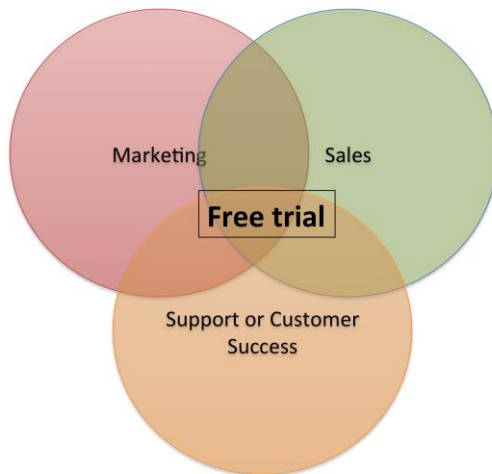 Marketing
Sales
Free trial
Support or Customer
Success